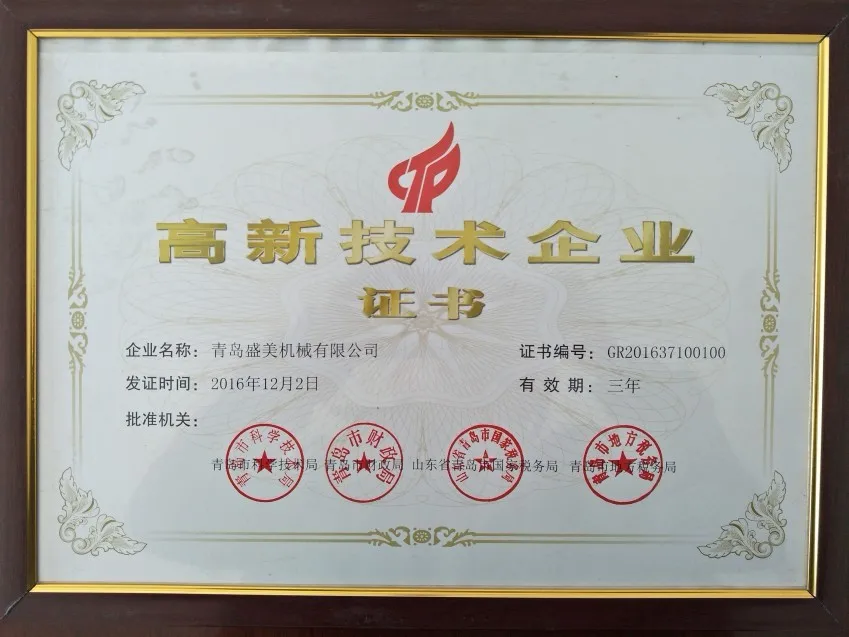 高新技术企业
证书
企业名称: 青岛盛美机械有限公司 证书编号: GR201637100100
发证时间: 2016年12月2日 有效期: 三年
批准机关:
青岛市科学技术局 青岛市财政局 山东省青岛市国家税务局 青岛市地方税务局